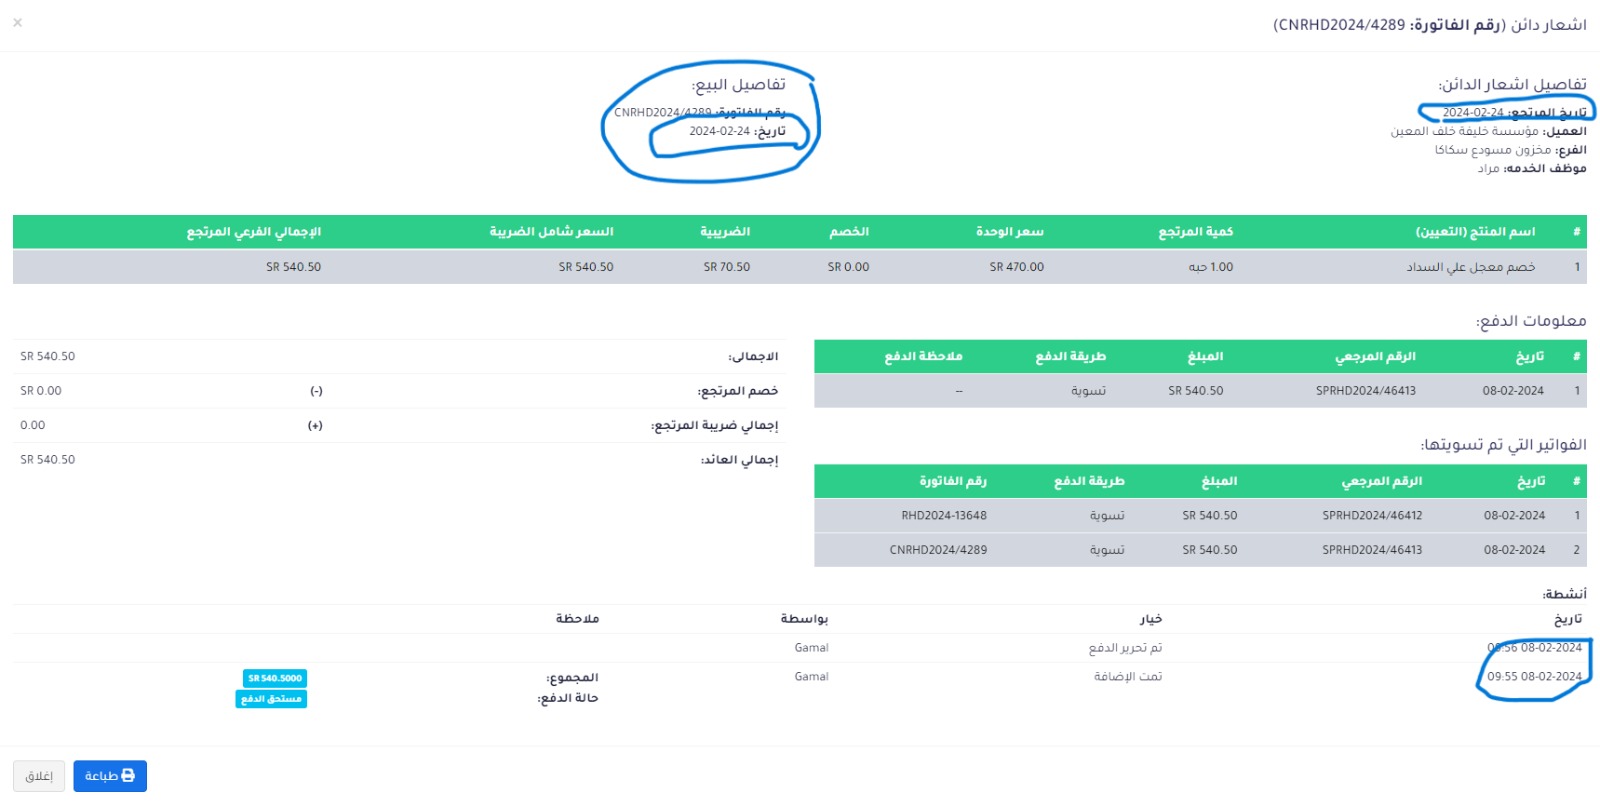 اشعار دائن (رقم الفاتورة: CNRHD2024/4289)
×
تفاصيل اشعار الدائن:
تاريخ المرتجع: 24-02-2024
العميل: مؤسسة خليفة خلف المعين
الفرع: مخزون مسودع سكاكا
موظف الخدمه: مراد
تفاصيل البيع:
رقم الفاتورة: CNRHD2024/4289
تاريخ: 24-02-2024
# اسم المنتج (التعيين) كمية المرتجع سعر الوحدة الخصم الضريبية السعر شامل الضريبة الإجمالي الفرعي المرتجع
1 خصم معجل علي السداد 1.00 حبه SR 470.00 SR 0.00 SR 70.50 SR 540.50 SR 540.50
معلومات الدفع:
# تاريخ الرقم المرجعي المبلغ طريقة الدفع ملاحظة الدفع
1 08-02-2024 SPRHD2024/46413 SR 540.50 تسوية --
الفواتير التي تم تسويتها:
# تاريخ الرقم المرجعي المبلغ طريقة الدفع رقم الفاتورة
1 08-02-2024 SPRHD2024/46412 SR 540.50 تسوية RHD2024-13648
2 08-02-2024 SPRHD2024/46413 SR 540.50 تسوية CNRHD2024/4289
الاجمالى: SR 540.50
خصم المرتجع: (-) SR 0.00
إجمالي ضريبة المرتجع: (+) 0.00
إجمالي العائد: SR 540.50
أنشطة:
تاريخ خيار بواسطة ملاحظة
08-02-2024 09:56 تم تحرير الدفع Gamal
08-02-2024 09:55 تمت الإضافة Gamal المجموع: SR 540.5000
حالة الدفع: مستحق الدفع
طباعة إغلاق